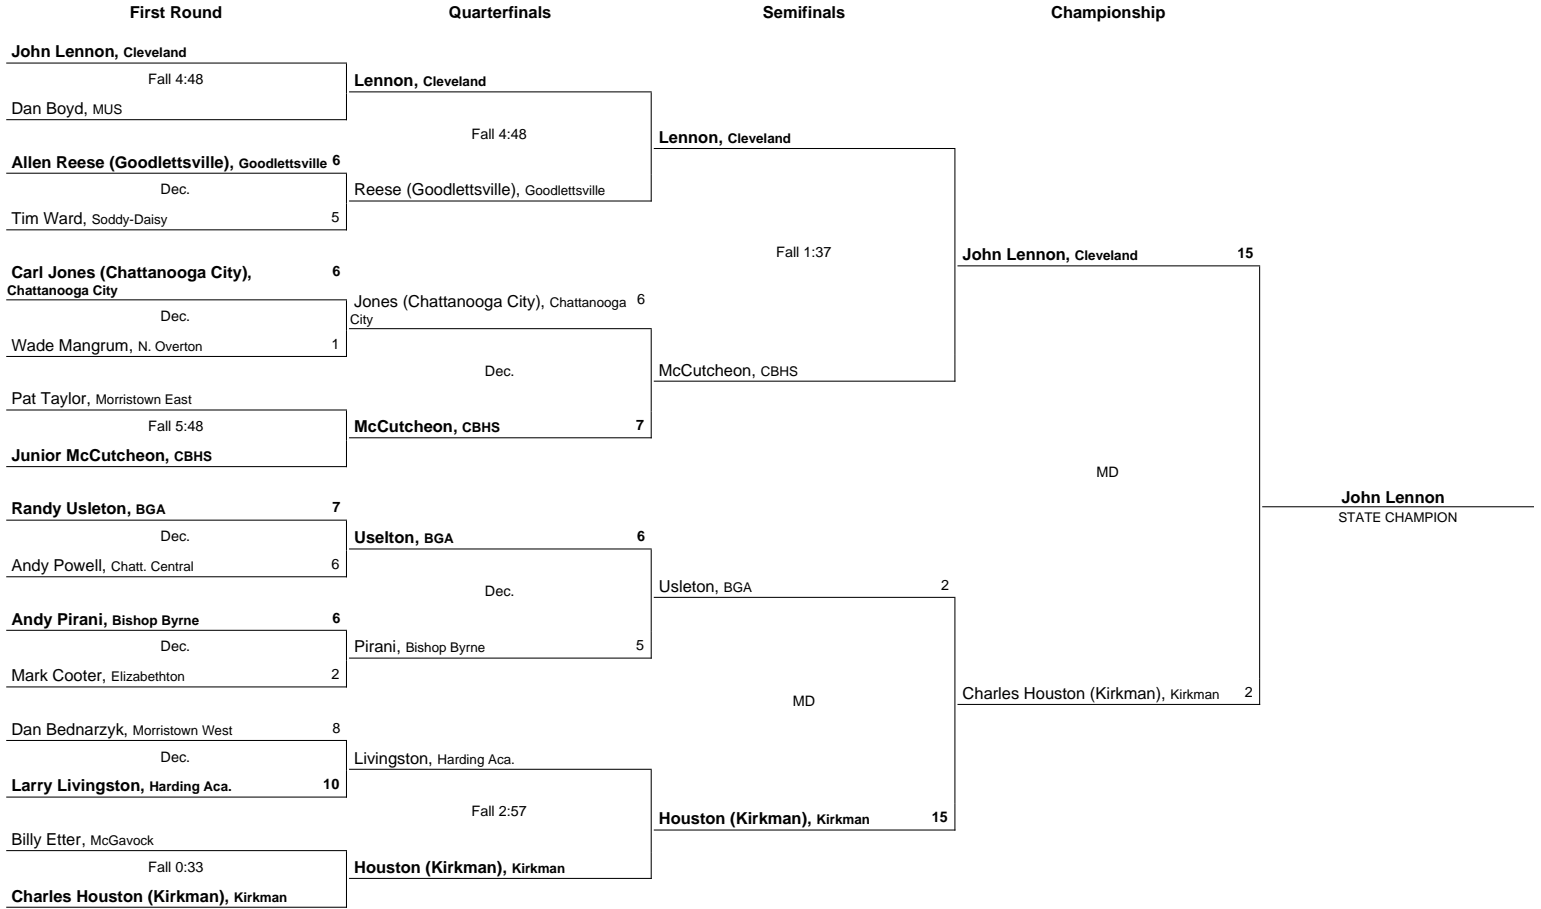 First Round
Quarterfinals
Semifinals
Championship
John Lennon, Cleveland
Fall 4:48
Dan Boyd, MUS
Allen Reese (Goodlettsville), Goodlettsville 6
Dec.
Tim Ward, Soddy-Daisy 5
Carl Jones (Chattanooga City), 6
Chattanooga City
Dec.
Wade Mangrum, N. Overton 1
Pat Taylor, Morristown East
Fall 5:48
Junior McCutcheon, CBHS
Randy Usleton, BGA 7
Dec.
Andy Powell, Chatt. Central 6
Andy Pirani, Bishop Byrne 6
Dec.
Mark Cooter, Elizabethton 2
Dan Bednarzyk, Morristown West 8
Dec.
Larry Livingston, Harding Aca. 10
Billy Etter, McGavock
Fall 0:33
Charles Houston (Kirkman), Kirkman
Lennon, Cleveland
Fall 4:48
Reese (Goodlettsville), Goodlettsville
Jones (Chattanooga City), Chattanooga 6
City
Dec.
McCutcheon, CBHS 7
Uselton, BGA 6
Dec.
Pirani, Bishop Byrne 5
Livingston, Harding Aca.
Fall 2:57
Houston (Kirkman), Kirkman
Lennon, Cleveland
Fall 1:37
McCutcheon, CBHS
Usleton, BGA 2
MD
Houston (Kirkman), Kirkman 15
John Lennon, Cleveland 15
MD
Charles Houston (Kirkman), Kirkman 2
John Lennon
STATE CHAMPION